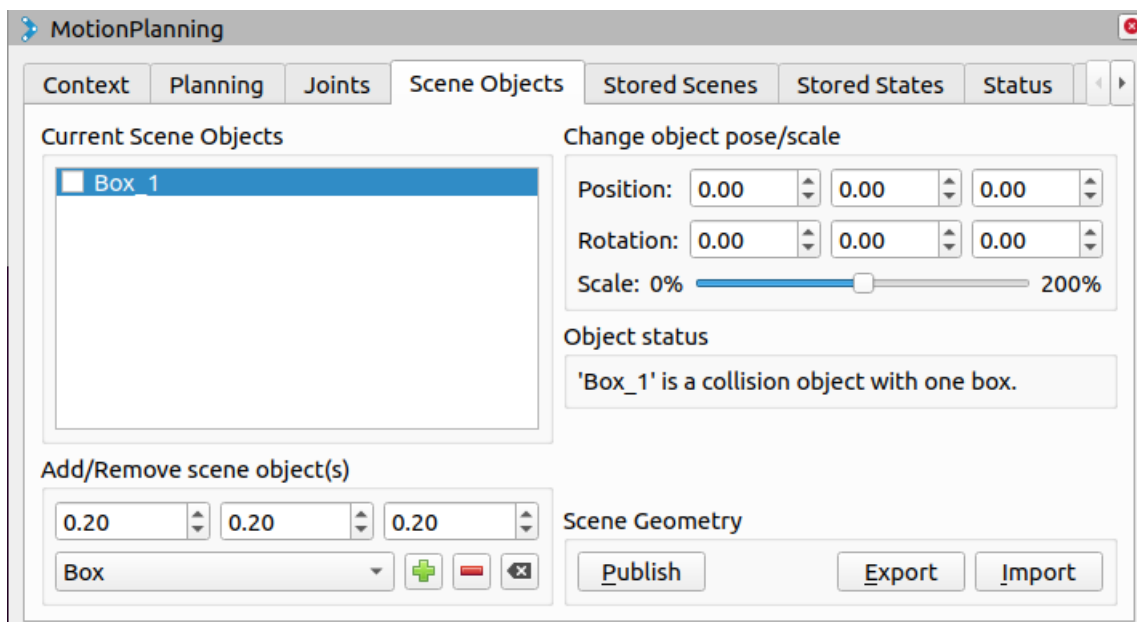 MotionPlanning
Context Planning Joints Scene Objects Stored Scenes Stored States Status
Current Scene Objects
Box_1
Add/Remove scene object(s)
0.20 0.20 0.20
Box
Change object pose/scale
Position: 0.00 0.00 0.00
Rotation: 0.00 0.00 0.00
Scale: 0% 200%
Object status
'Box_1' is a collision object with one box.
Scene Geometry
Publish Export Import